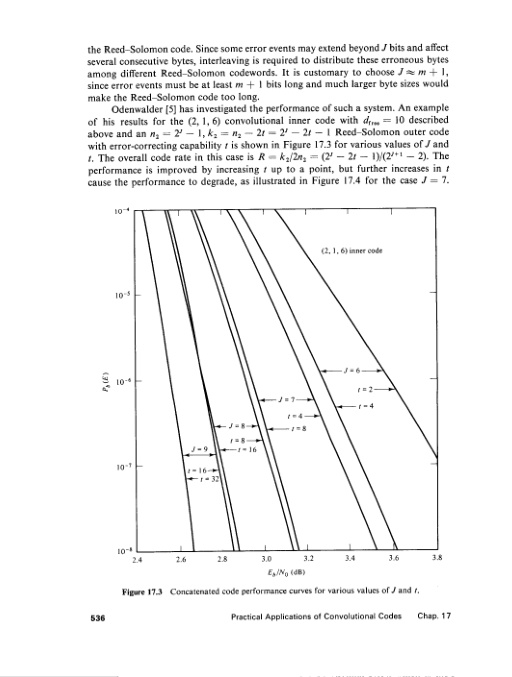 the Reed–Solomon code. Since some error events may extend beyond J bits and affect
several consecutive bytes, interleaving is required to distribute these erroneous bytes
among different Reed–Solomon codewords. It is customary to choose J ≈ m + 1,
since error events must be at least m + 1 bits long and much larger byte sizes would
make the Reed–Solomon code too long.
Odenwalder [5] has investigated the performance of such a system. An example
of his results for the (2, 1, 6) convolutional inner code with d_free = 10 described
above and an n₂ = 2^J − 1, k₂ = n₂ − 2t = 2^J − 2t − 1 Reed–Solomon outer code
with error-correcting capability t is shown in Figure 17.3 for various values of J and
t. The overall code rate in this case is R = k₂/2n₂ = (2^J − 2t − 1)/(2^{J+1} − 2). The
performance is improved by increasing t up to a point, but further increases in t
cause the performance to degrade, as illustrated in Figure 17.4 for the case J = 7.
10⁻⁴
(2, 1, 6) inner code
10⁻⁵
J = 6
P_b(E)
10⁻⁶
t = 2
J = 7
t = 4
t = 4
J = 8
t = 8
t = 8
J = 9
t = 16
10⁻⁷
t = 16
t = 32
10⁻⁸
2.4 2.6 2.8 3.0 3.2 3.4 3.6 3.8
E_b/N₀ (dB)
Figure 17.3 Concatenated code performance curves for various values of J and t.
536 Practical Applications of Convolutional Codes Chap. 17